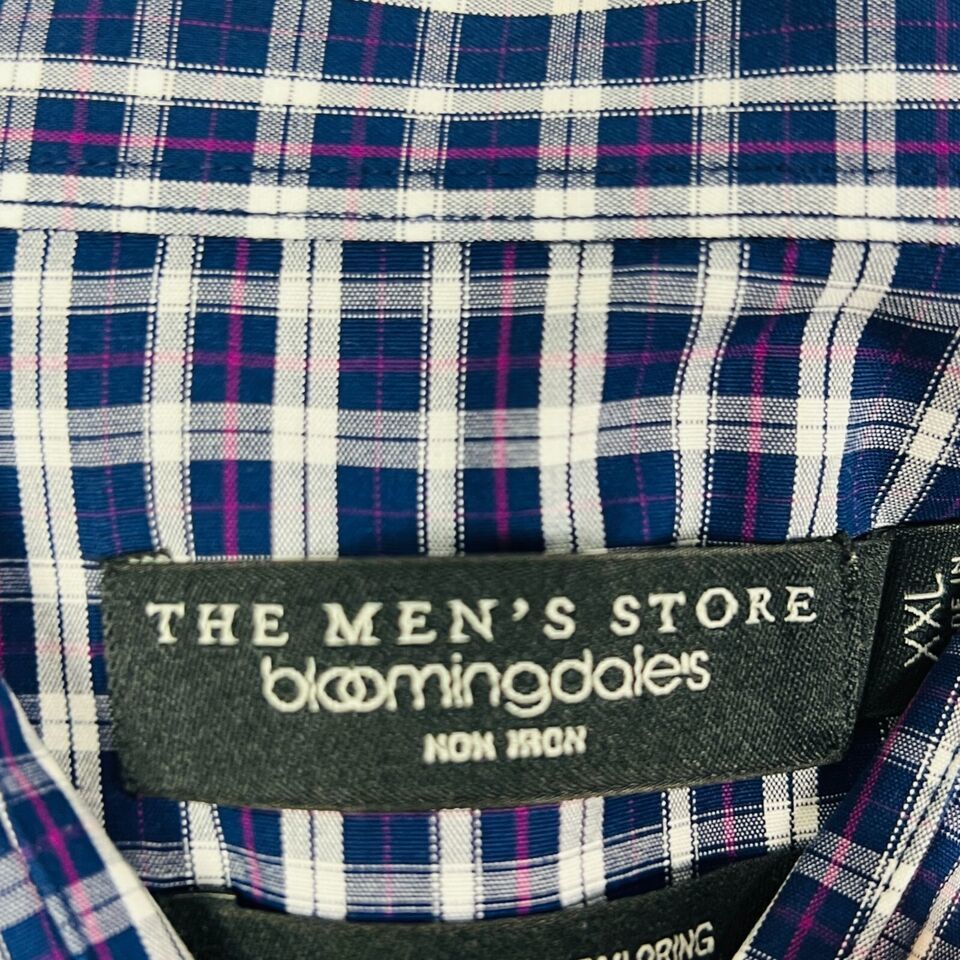 THE MEN'S STORE
bloomingdale's
NON IRON
XXL